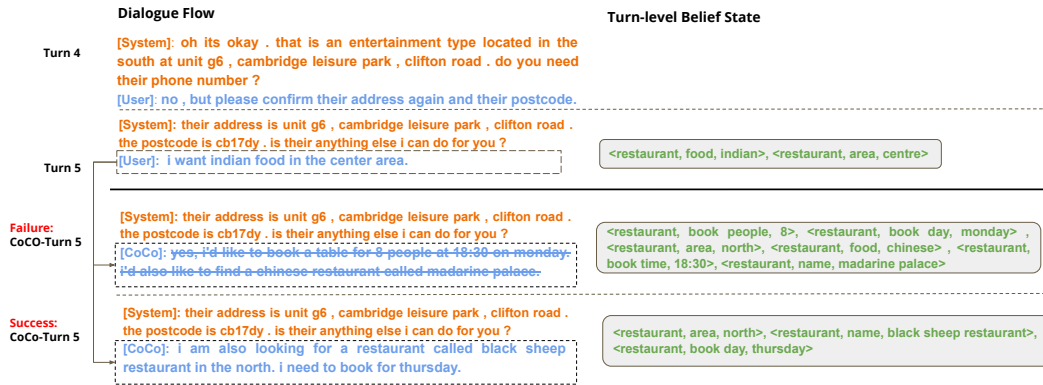 Dialogue Flow
Turn-level Belief State
Turn 4
[System]: oh its okay . that is an entertainment type located in the
south at unit g6 , cambridge leisure park , clifton road . do you need
their phone number ?
[User]: no , but please confirm their address again and their postcode.
Turn 5
[System]: their address is unit g6 , cambridge leisure park , clifton road .
the postcode is cb17dy . is their anything else i can do for you ?
[User]: i want indian food in the center area.
<restaurant, food, indian>, <restaurant, area, centre>
Failure:
CoCO-Turn 5
[System]: their address is unit g6 , cambridge leisure park , clifton road .
the postcode is cb17dy . is their anything else i can do for you ?
[CoCo]: yes, i'd like to book a table for 8 people at 18:30 on monday.
i'd also like to find a chinese restaurant called madarine palace.
<restaurant, book people, 8>, <restaurant, book day, monday> ,
<restaurant, area, north>, <restaurant, food, chinese> , <restaurant,
book time, 18:30>, <restaurant, name, madarine palace>
Success:
CoCo-Turn 5
[System]: their address is unit g6 , cambridge leisure park , clifton road .
the postcode is cb17dy . is their anything else i can do for you ?
[CoCo]: i am also looking for a restaurant called black sheep
restaurant in the north. i need to book for thursday.
<restaurant, area, north>, <restaurant, name, black sheep restaurant>,
<restaurant, book day, thursday>